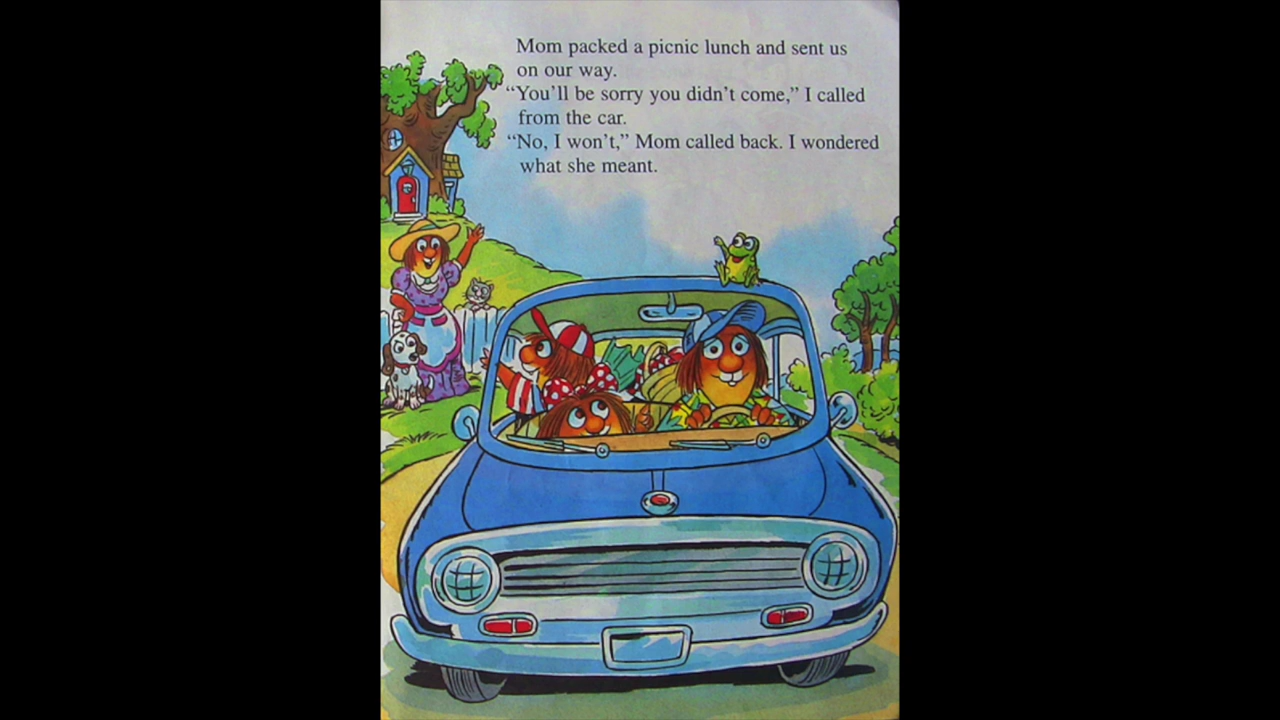 Mom packed a picnic lunch and sent us
on our way.
“You’ll be sorry you didn’t come,” I called
from the car.
“No, I won’t,” Mom called back. I wondered
what she meant.